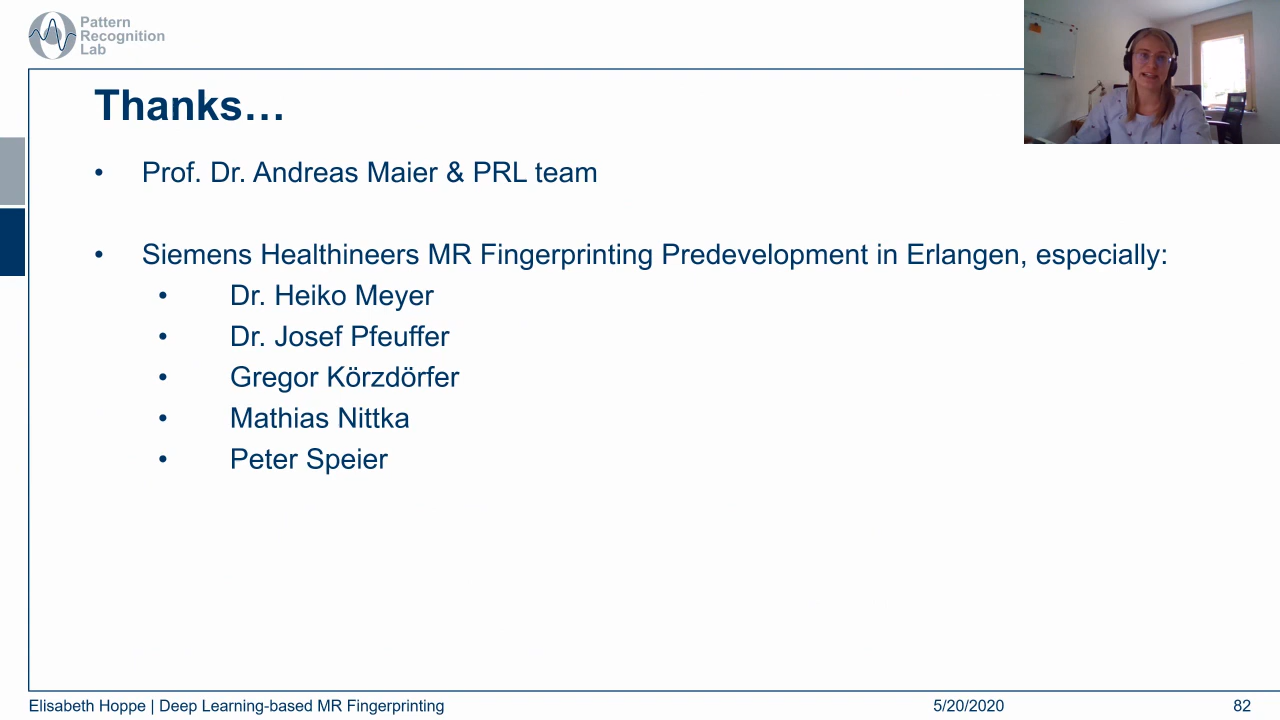 Pattern
Recognition
Lab
Thanks…
• Prof. Dr. Andreas Maier & PRL team
• Siemens Healthineers MR Fingerprinting Predevelopment in Erlangen, especially:
• Dr. Heiko Meyer
• Dr. Josef Pfeuffer
• Gregor Körzdörfer
• Mathias Nittka
• Peter Speier
Elisabeth Hoppe | Deep Learning-based MR Fingerprinting 5/20/2020 82